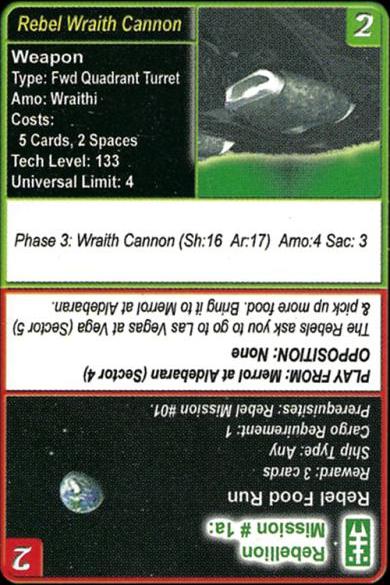 Rebel Wraith Cannon
2
Weapon
Type: Fwd Quadrant Turret
Amo: Wraithi
Costs:
5 Cards, 2 Spaces
Tech Level: 133
Universal Limit: 4
Phase 3: Wraith Cannon (Sh:16 Ar:17) Amo:4 Sac: 3
2
Rebellion
Mission # 1a:
Rebel Food Run
Reward: 3 cards
Ship Type: Any
Cargo Requirement: 1
Prerequisites: Rebel Mission #01.
PLAY FROM: Merrol at Aldebaran (Sector 4)
OPPOSITION: None
The Rebels ask you to go to Las Vegas at Vega (Sector 5)
& pick up more food. Bring it to Merrol at Aldebaran.